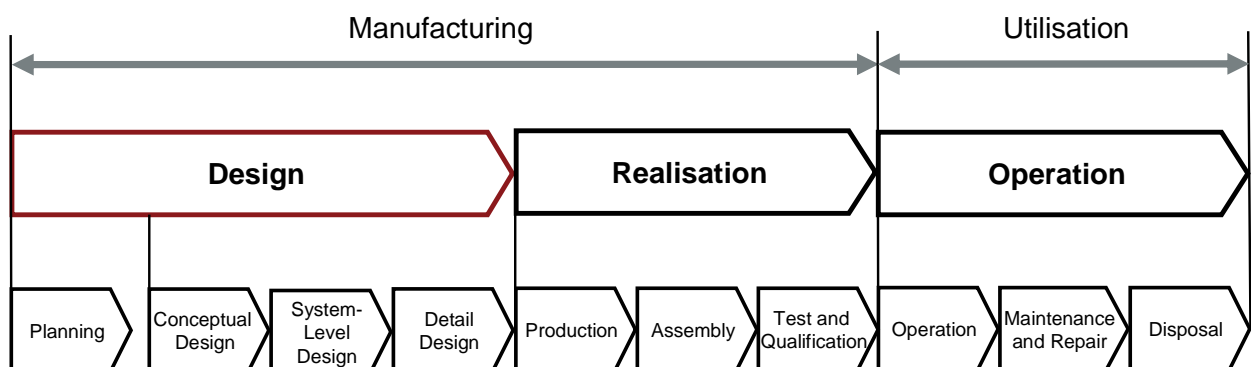 Manufacturing
Utilisation
Design
Realisation
Operation
Planning
Conceptual
Design
System-
Level
Design
Detail
Design
Production
Assembly
Test and
Qualification
Operation
Maintenance
and Repair
Disposal